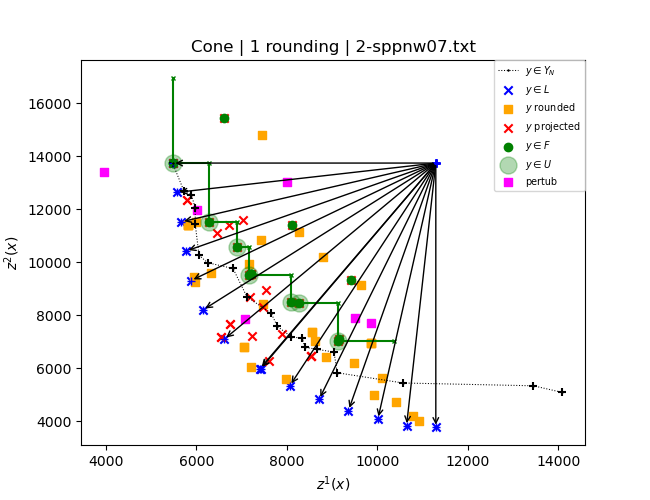 Cone | 1 rounding | 2-sppnw07.txt
y ∈ Y_N
y ∈ L
y rounded
y projected
y ∈ F
y ∈ U
pertub
16000
14000
12000
10000
8000
6000
4000
z²(x)
4000 6000 8000 10000 12000 14000
z¹(x)